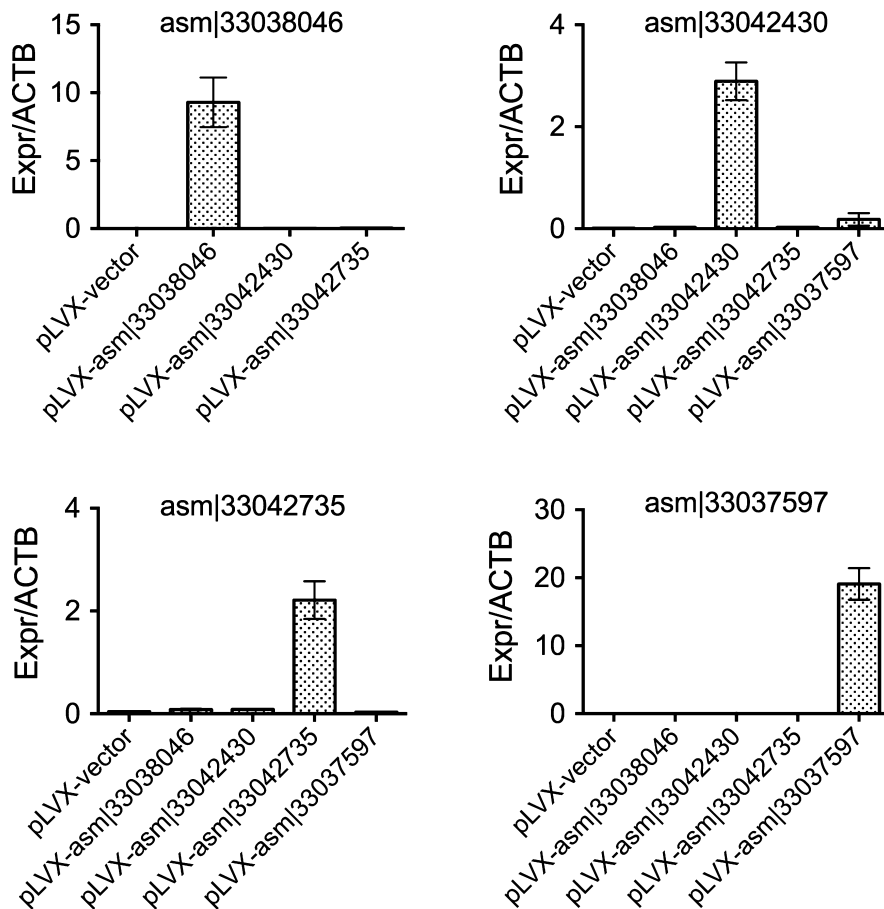 asm|33038046
Expr/ACTB
15
10
5
0
pLVX-vector
pLVX-asm|33038046
pLVX-asm|33042430
pLVX-asm|33042735
asm|33042430
Expr/ACTB
4
2
0
pLVX-vector
pLVX-asm|33038046
pLVX-asm|33042430
pLVX-asm|33042735
pLVX-asm|33037597
asm|33042735
Expr/ACTB
4
2
0
pLVX-vector
pLVX-asm|33038046
pLVX-asm|33042430
pLVX-asm|33042735
pLVX-asm|33037597
asm|33037597
Expr/ACTB
30
20
10
0
pLVX-vector
pLVX-asm|33038046
pLVX-asm|33042430
pLVX-asm|33042735
pLVX-asm|33037597